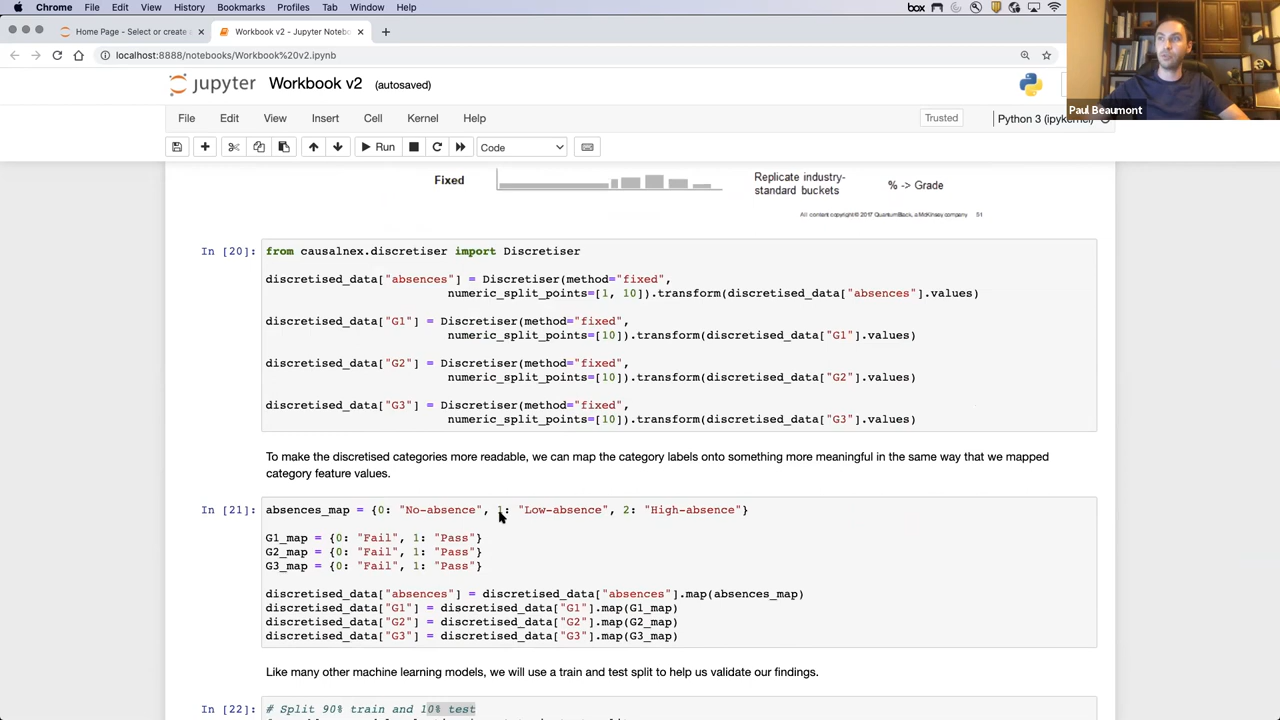 Chrome File Edit View History Bookmarks Profiles Tab Window Help box
Home Page - Select or create Workbook v2 - Jupyter Notebo
localhost:8888/notebooks/Workbook%20v2.ipynb
Paul Beaumont
jupyter Workbook v2 (autosaved)
File Edit View Insert Cell Kernel Help Trusted Python 3 (ipykernel)
Run Code
Fixed
Replicate industry-
standard buckets
% -> Grade
All content copyright © 2017 QuantumBlack, a McKinsey company 51
In [20]: from causalnex.discretiser import Discretiser
discretised_data["absences"] = Discretiser(method="fixed",
numeric_split_points=[1, 10]).transform(discretised_data["absences"].values)
discretised_data["G1"] = Discretiser(method="fixed",
numeric_split_points=[10]).transform(discretised_data["G1"].values)
discretised_data["G2"] = Discretiser(method="fixed",
numeric_split_points=[10]).transform(discretised_data["G2"].values)
discretised_data["G3"] = Discretiser(method="fixed",
numeric_split_points=[10]).transform(discretised_data["G3"].values)
To make the discretised categories more readable, we can map the category labels onto something more meaningful in the same way that we mapped
category feature values.
In [21]: absences_map = {0: "No-absence", 1: "Low-absence", 2: "High-absence"}
G1_map = {0: "Fail", 1: "Pass"}
G2_map = {0: "Fail", 1: "Pass"}
G3_map = {0: "Fail", 1: "Pass"}
discretised_data["absences"] = discretised_data["absences"].map(absences_map)
discretised_data["G1"] = discretised_data["G1"].map(G1_map)
discretised_data["G2"] = discretised_data["G2"].map(G2_map)
discretised_data["G3"] = discretised_data["G3"].map(G3_map)
Like many other machine learning models, we will use a train and test split to help us validate our findings.
In [22]: # Split 90% train and 10% test